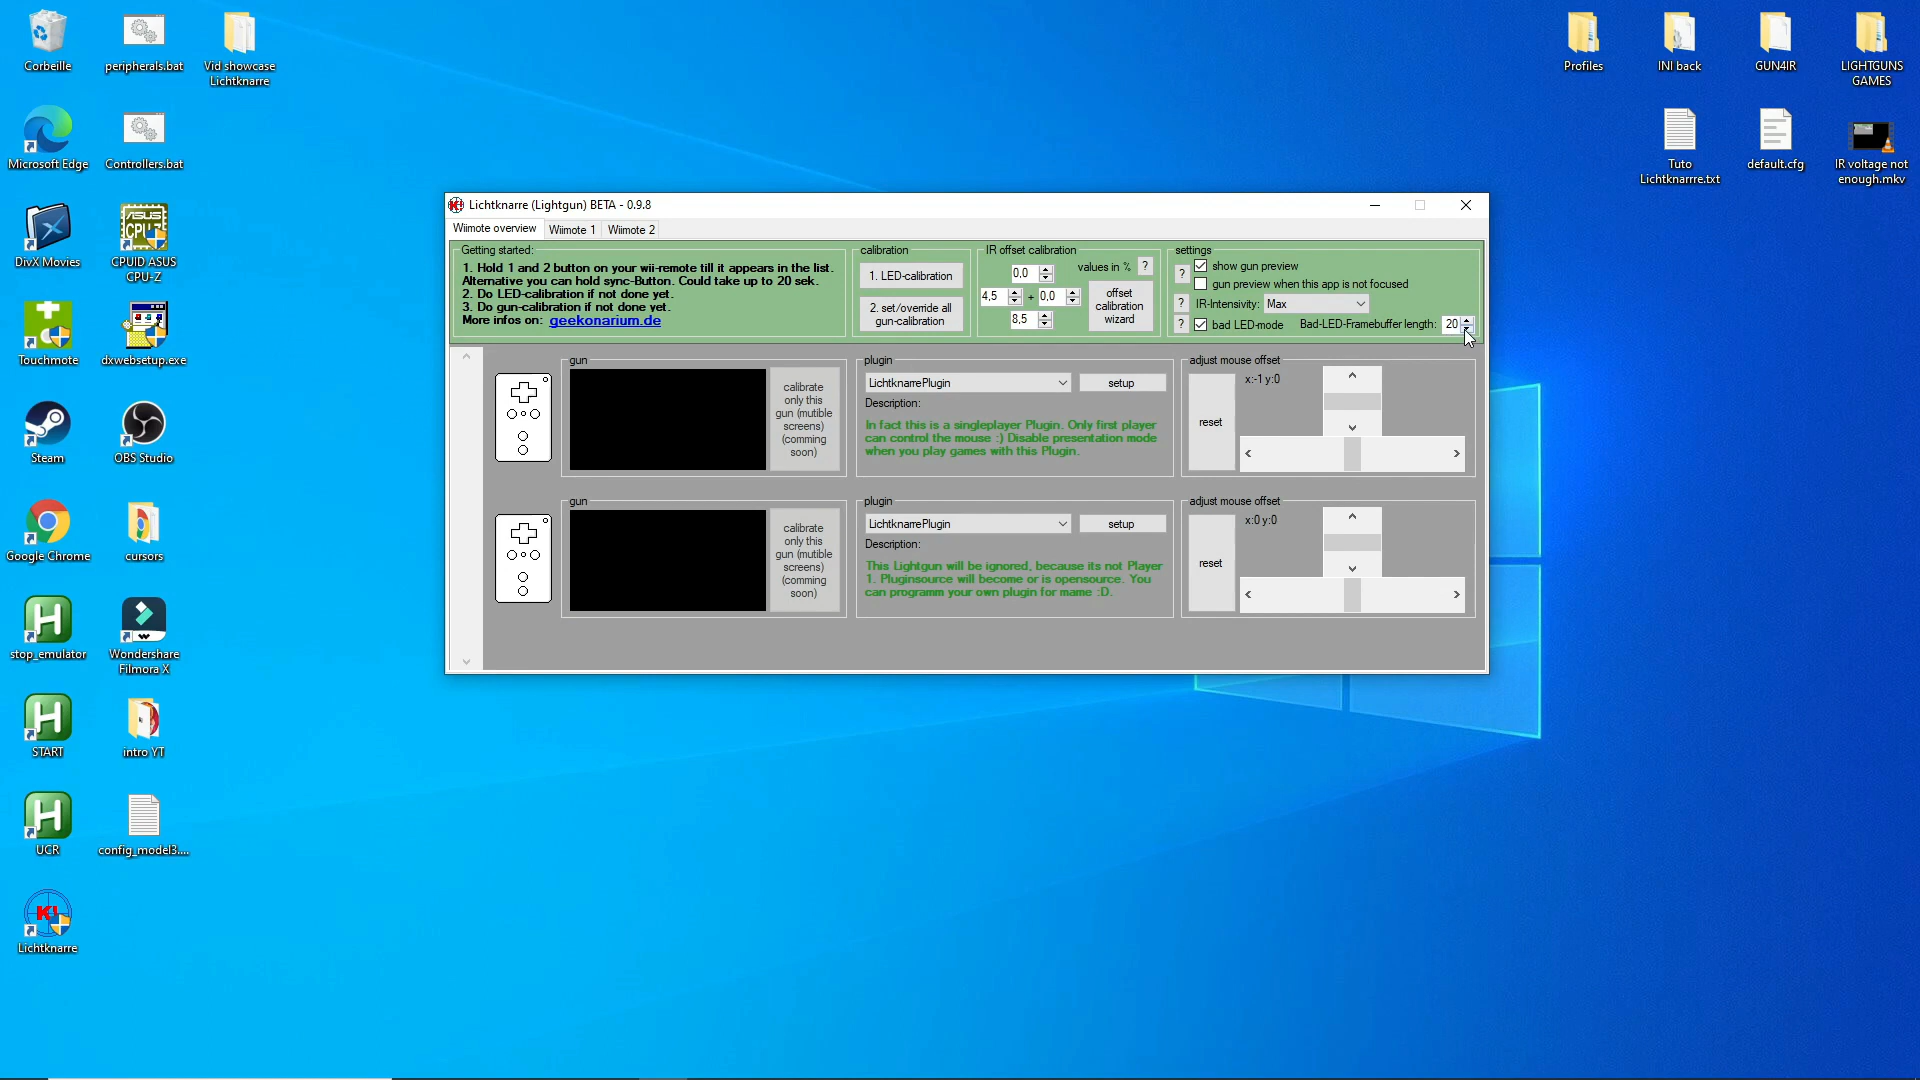 Corbeille
peripherals.bat
Vid showcase
Lichtknarre
Profiles
INI back
GUN4IR
LIGHTGUNS
GAMES
Microsoft Edge
Controllers.bat
Tuto
Lichtknarrre.txt
default.cfg
IR voltage not
enough.mkv
DivX Movies
ASUS
CPU-Z
CPUID ASUS
CPU-Z
Touchmote
dxwebsetup.exe
Steam
OBS Studio
Google Chrome
cursors
stop_emulator
Wondershare
Filmora X
START
intro YT
UCR
config_model3....
Lichtknarre
Lichtknarre (Lightgun) BETA - 0.9.8
Wiimote overview
Wiimote 1
Wiimote 2
Getting started:
1. Hold 1 and 2 button on your wii-remote till it appears in the list.
Alternative you can hold sync-Button. Could take up to 20 sek.
2. Do LED-calibration if not done yet.
3. Do gun-calibration if not done yet.
More infos on: geekonarium.de
calibration
1. LED-calibration
2. set/override all
gun-calibration
IR offset calibration
0,0
values in %
?
4,5
+
0,0
8,5
offset
calibration
wizard
settings
?
show gun preview
gun preview when this app is not focused
?
IR-Intensivity:
Max
?
bad LED-mode
Bad-LED-Framebuffer length:
20
gun
calibrate
only this
gun (mutible
screens)
(comming
soon)
plugin
LichtknarrePlugin
setup
Description:
In fact this is a singleplayer Plugin. Only first player
can control the mouse :) Disable presentation mode
when you play games with this Plugin.
adjust mouse offset
x:-1 y:0
reset
gun
calibrate
only this
gun (mutible
screens)
(comming
soon)
plugin
LichtknarrePlugin
setup
Description:
This Lightgun will be ignored, because its not Player
1. Pluginsource will become or is opensource. You
can programm your own plugin for mame :D.
adjust mouse offset
x:0 y:0
reset